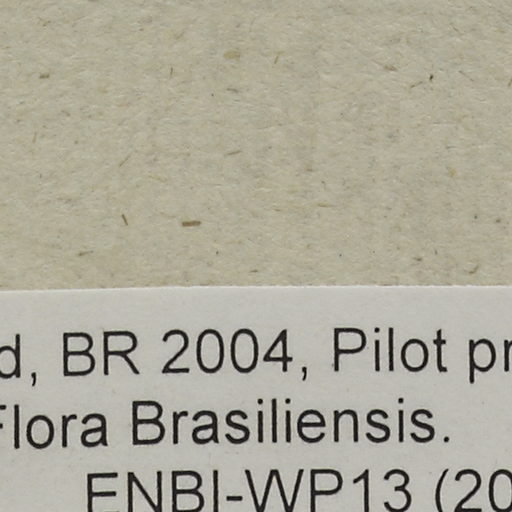 d, BR 2004, Pilot pr
Flora Brasiliensis.
ENBI-WP13 (20